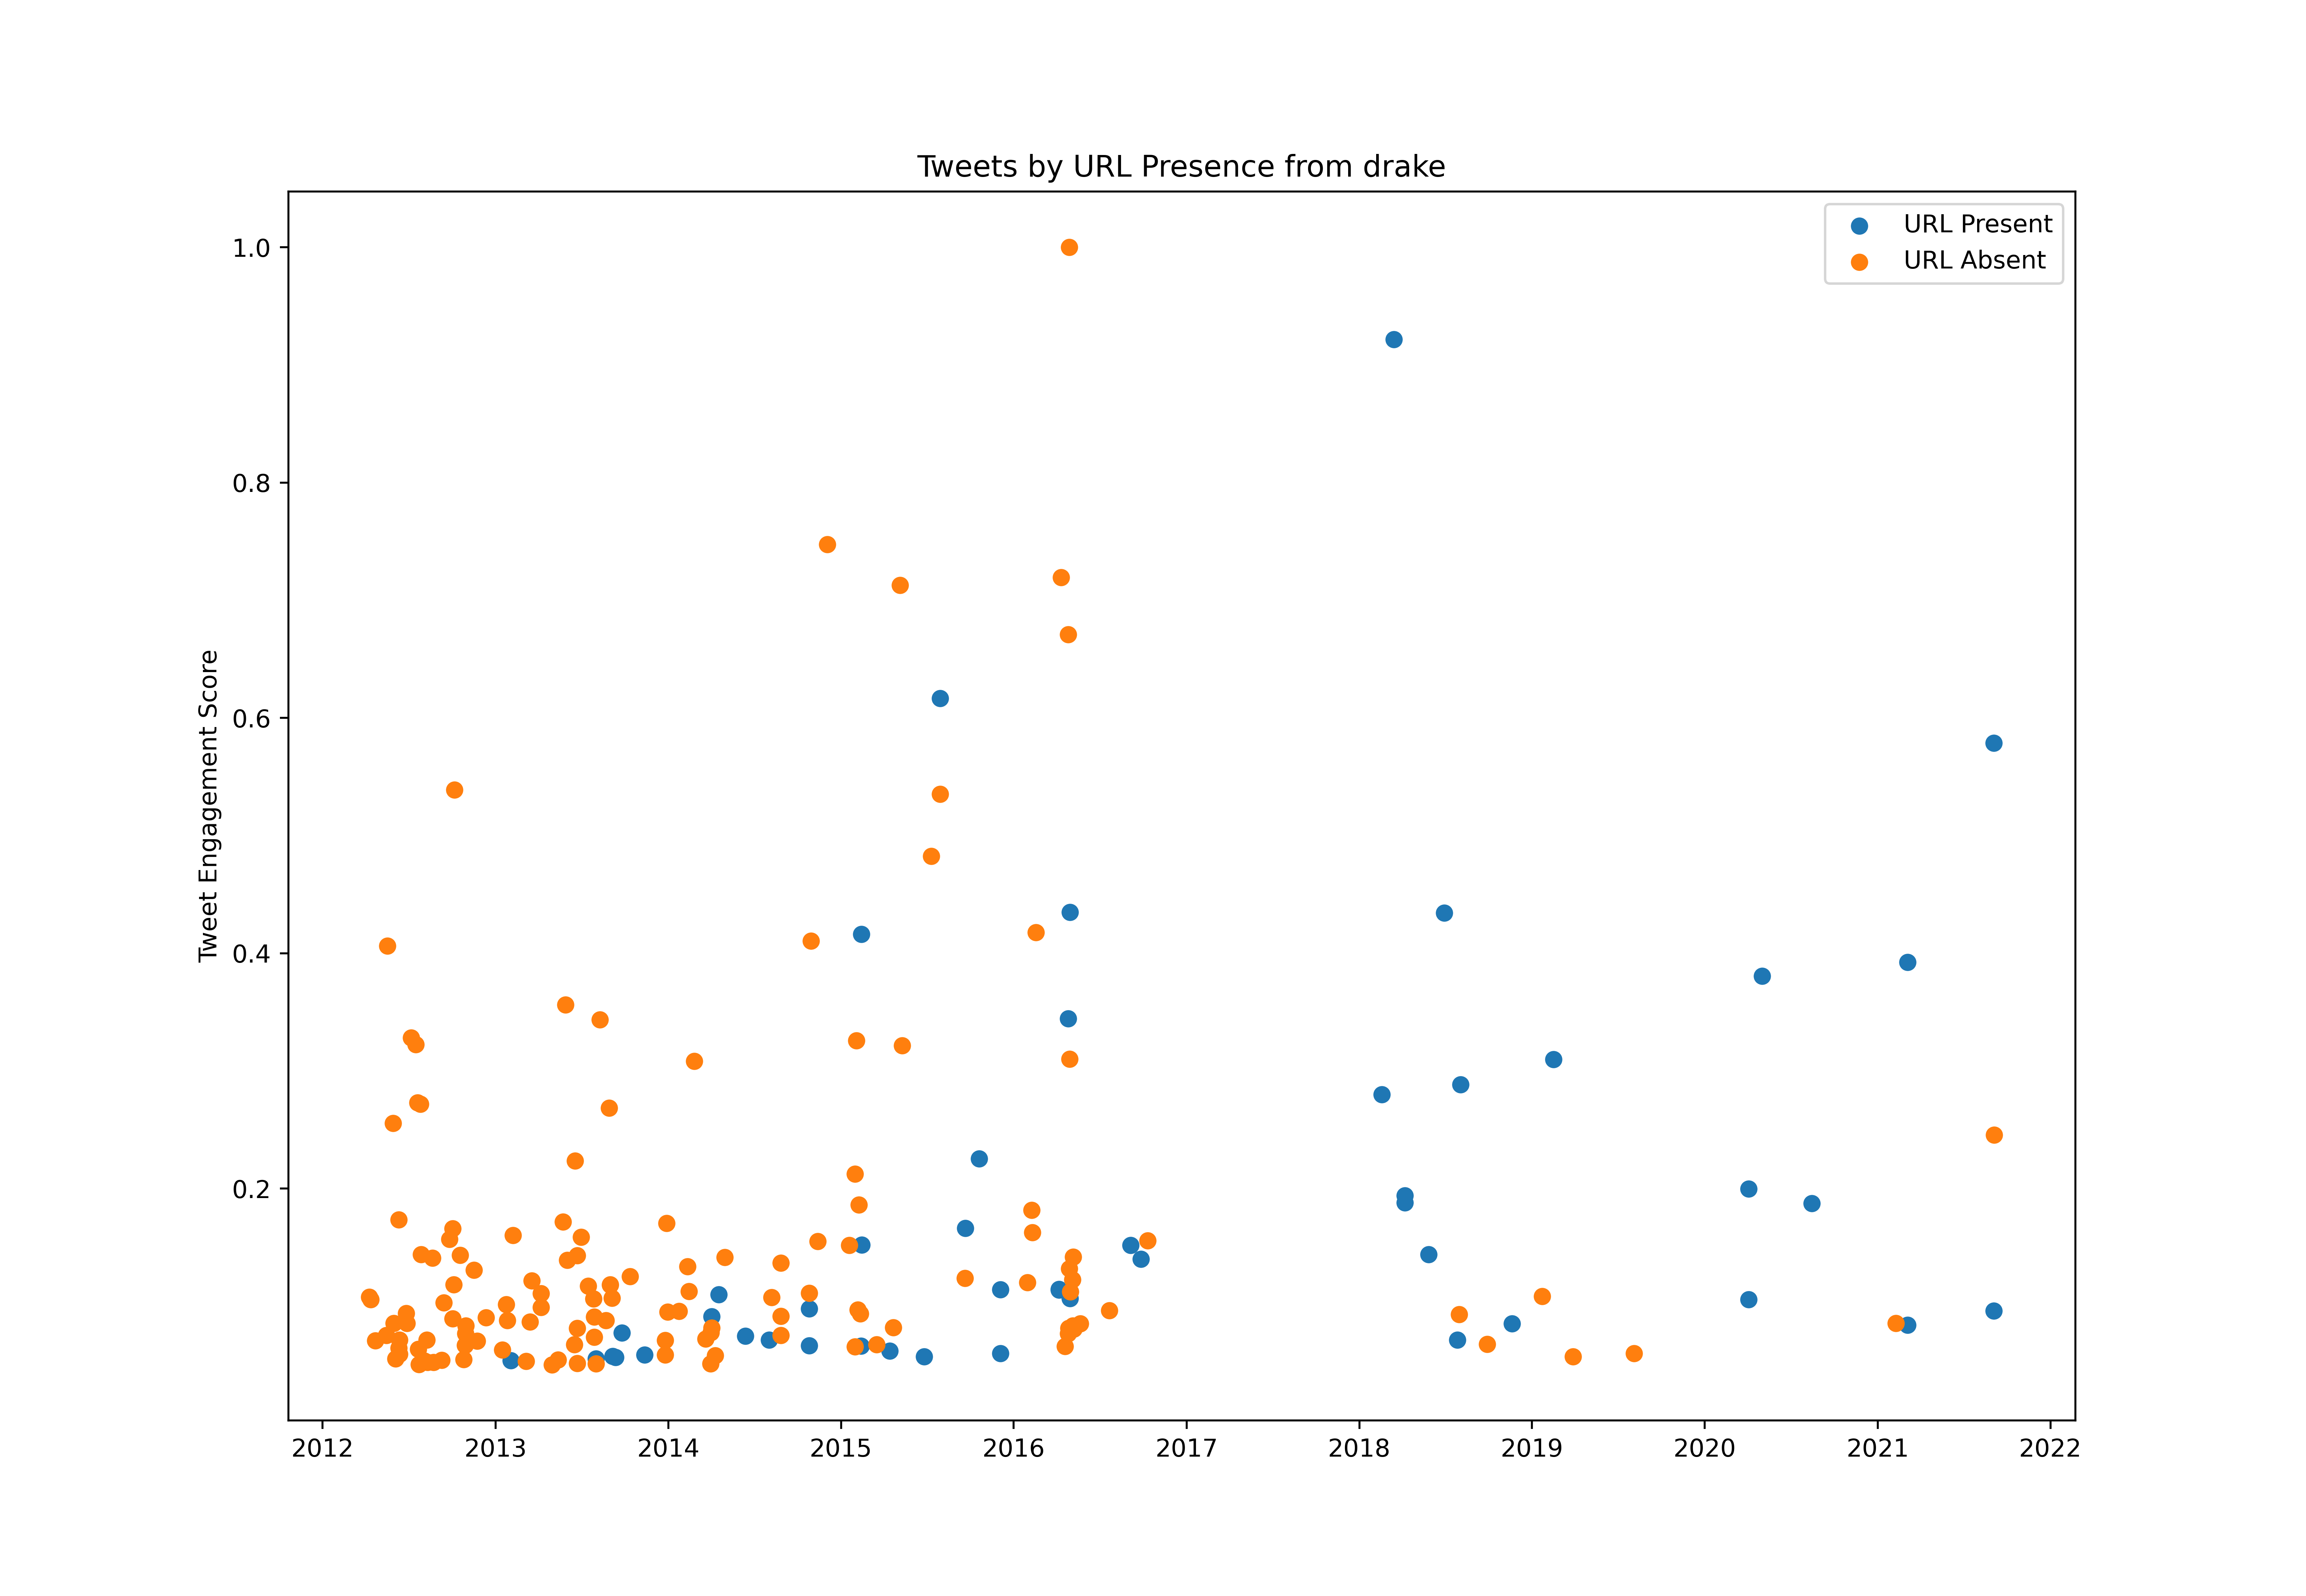 Tweets by URL Presence from drake
URL Present
URL Absent
Tweet Engagement Score
1.0
0.8
0.6
0.4
0.2
2012 2013 2014 2015 2016 2017 2018 2019 2020 2021 2022